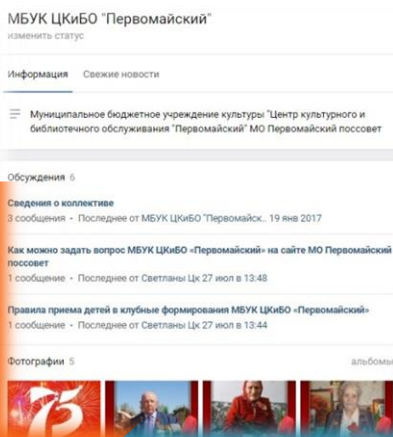 МБУК ЦКиБО "Первомайский"
изменить статус
Информация Свежие новости
Муниципальное бюджетное учреждение культуры "Центр культурного и
библиотечного обслуживания "Первомайский" МО Первомайский поссовет
Обсуждения 6
Сведения о коллективе
3 сообщения • Последнее от МБУК ЦКиБО "Первомайск.. 19 янв 2017
Как можно задать вопрос МБУК ЦКиБО «Первомайский» на сайте МО Первомайский
поссовет
1 сообщение • Последнее от Светланы Цк 27 июл в 13:48
Правила приема детей в клубные формирования МБУК ЦКиБО «Первомайский»
1 сообщение • Последнее от Светланы Цк 27 июл в 13:44
Фотографии 5 альбомы
75